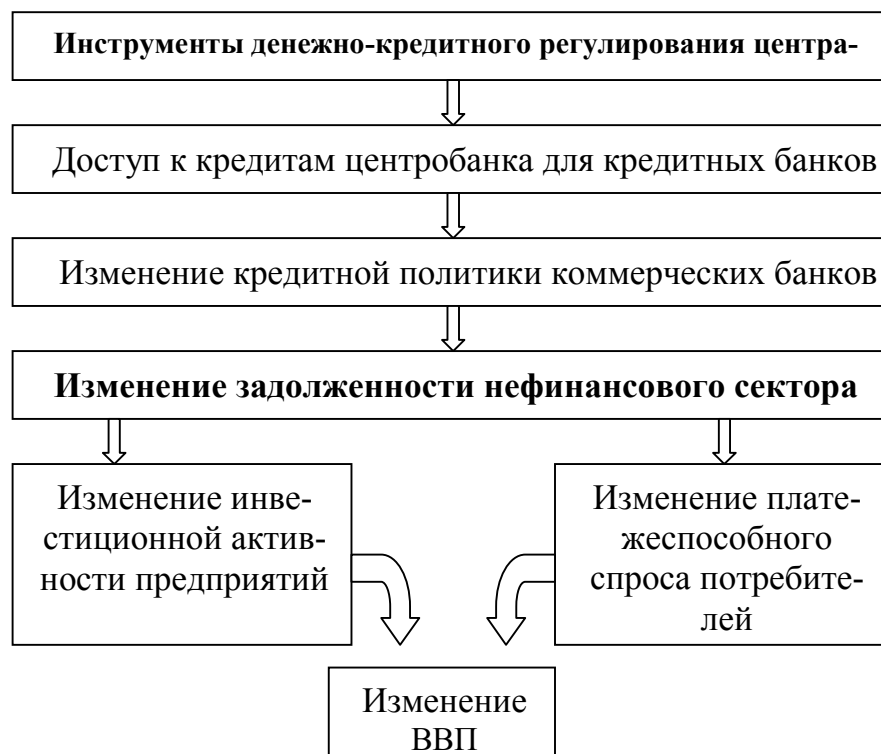 Инструменты денежно-кредитного регулирования центра-
Доступ к кредитам центробанка для кредитных банков
Изменение кредитной политики коммерческих банков
Изменение задолженности нефинансового сектора
Изменение инве-
стиционной актив-
ности предприятий
Изменение плате-
жеспособного
спроса потребите-
лей
Изменение
ВВП